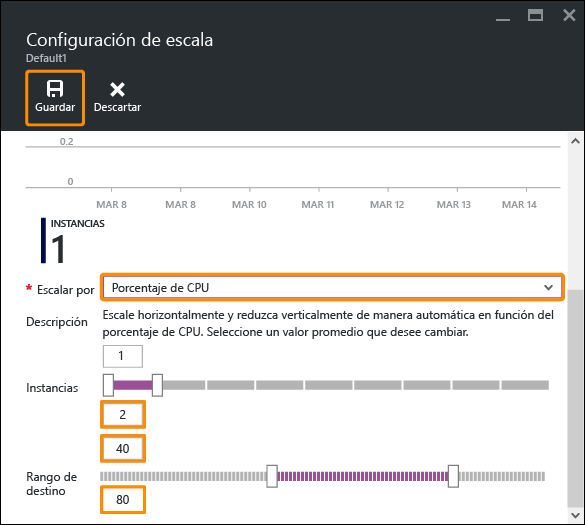 Configuración de escala
Default1
Guardar Descartar
0.2
0
MAR 8 MAR 8 MAR 10 MAR 11 MAR 12 MAR 13 MAR 14
INSTANCIAS
1
* Escalar por Porcentaje de CPU
Descripción Escale horizontalmente y reduzca verticalmente de manera automática en función del
porcentaje de CPU. Seleccione un valor promedio que desee cambiar.
1
Instancias
2
40
Rango de
destino
80